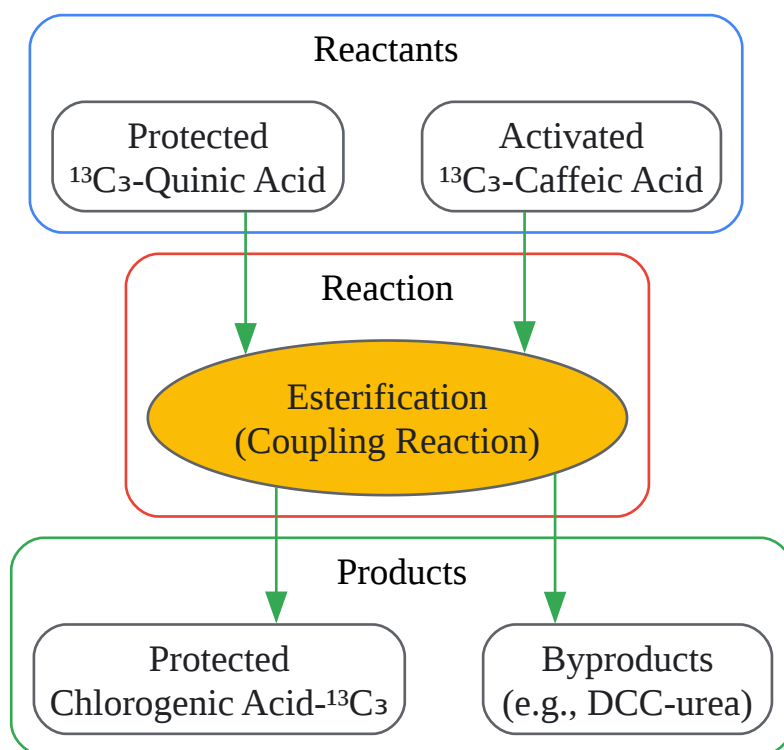 Reactants
Protected
¹³C₃-Quinic Acid
Activated
¹³C₃-Caffeic Acid
Reaction
Esterification
(Coupling Reaction)
Products
Protected
Chlorogenic Acid-¹³C₃
Byproducts
(e.g., DCC-urea)